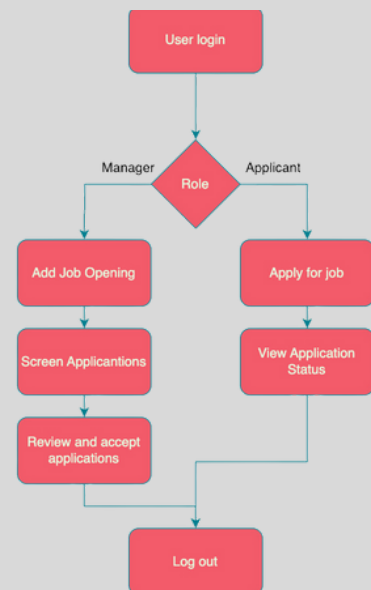 User login
Manager
Applicant
Role
Add Job Opening
Apply for job
Screen Applicantions
View Application
Status
Review and accept
applications
Log out